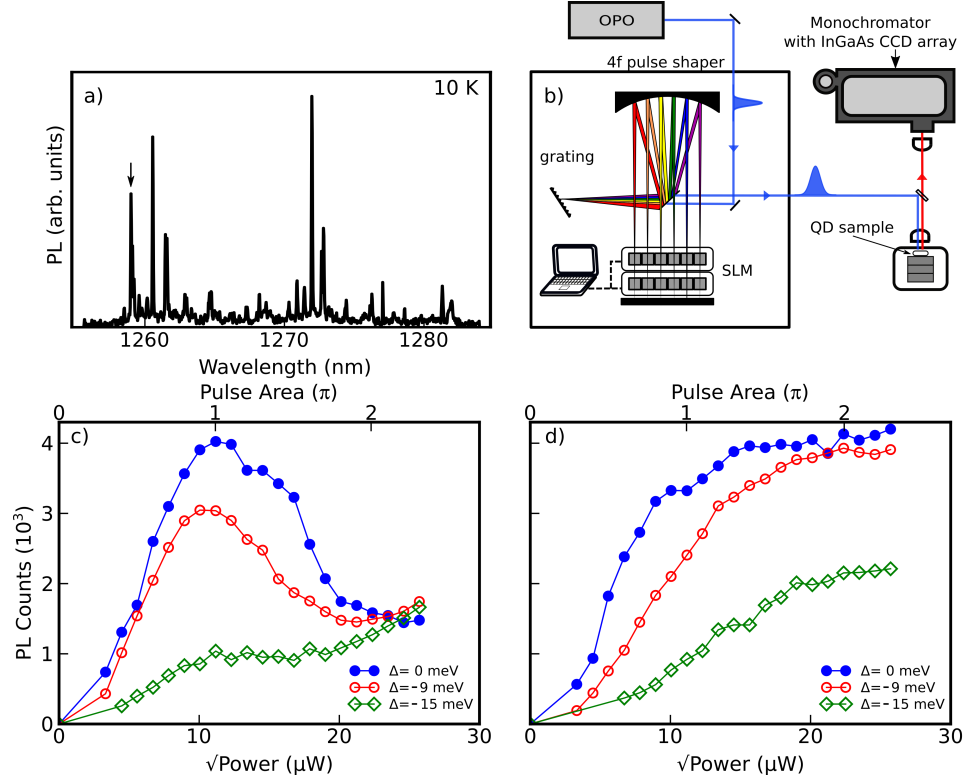 OPO
Monochromator
with InGaAs CCD array
4f pulse shaper
a)
10 K
PL (arb. units)
1260
1270
1280
Wavelength (nm)
b)
grating
SLM
QD sample
Pulse Area (π)
0
1
2
c)
PL Counts (10³)
4
3
2
1
0
Δ= 0 meV
Δ=-9 meV
Δ=-15 meV
0
10
20
30
√Power (μW)
Pulse Area (π)
0
1
2
d)
Δ= 0 meV
Δ=-9 meV
Δ=-15 meV
0
10
20
30
√Power (μW)